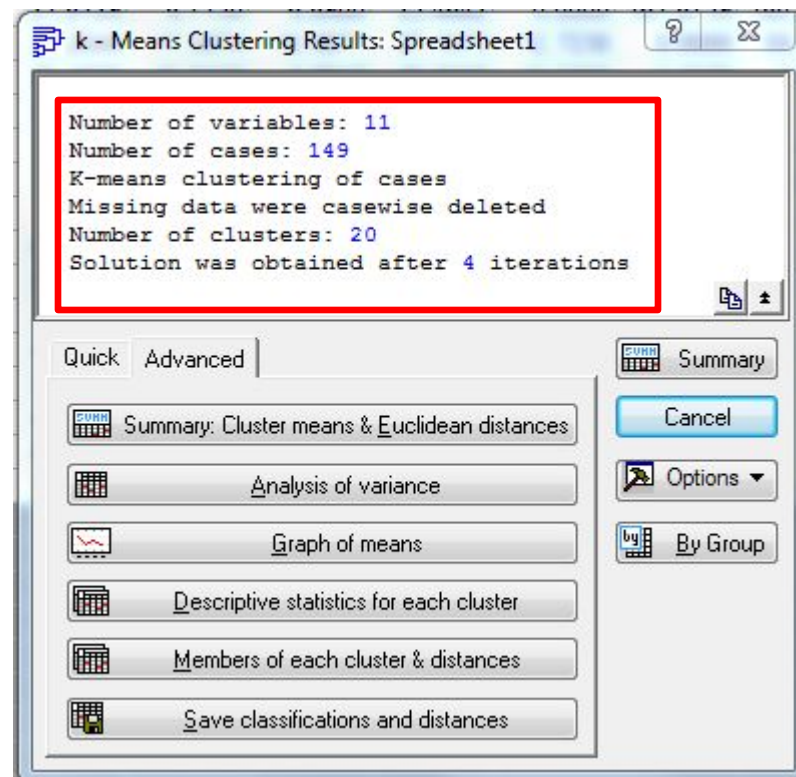 k - Means Clustering Results: Spreadsheet1
Number of variables: 11
Number of cases: 149
K-means clustering of cases
Missing data were casewise deleted
Number of clusters: 20
Solution was obtained after 4 iterations
Quick Advanced
Summary
Summary: Cluster means & Euclidean distances
Cancel
Analysis of variance
Options
Graph of means
By Group
Descriptive statistics for each cluster
Members of each cluster & distances
Save classifications and distances